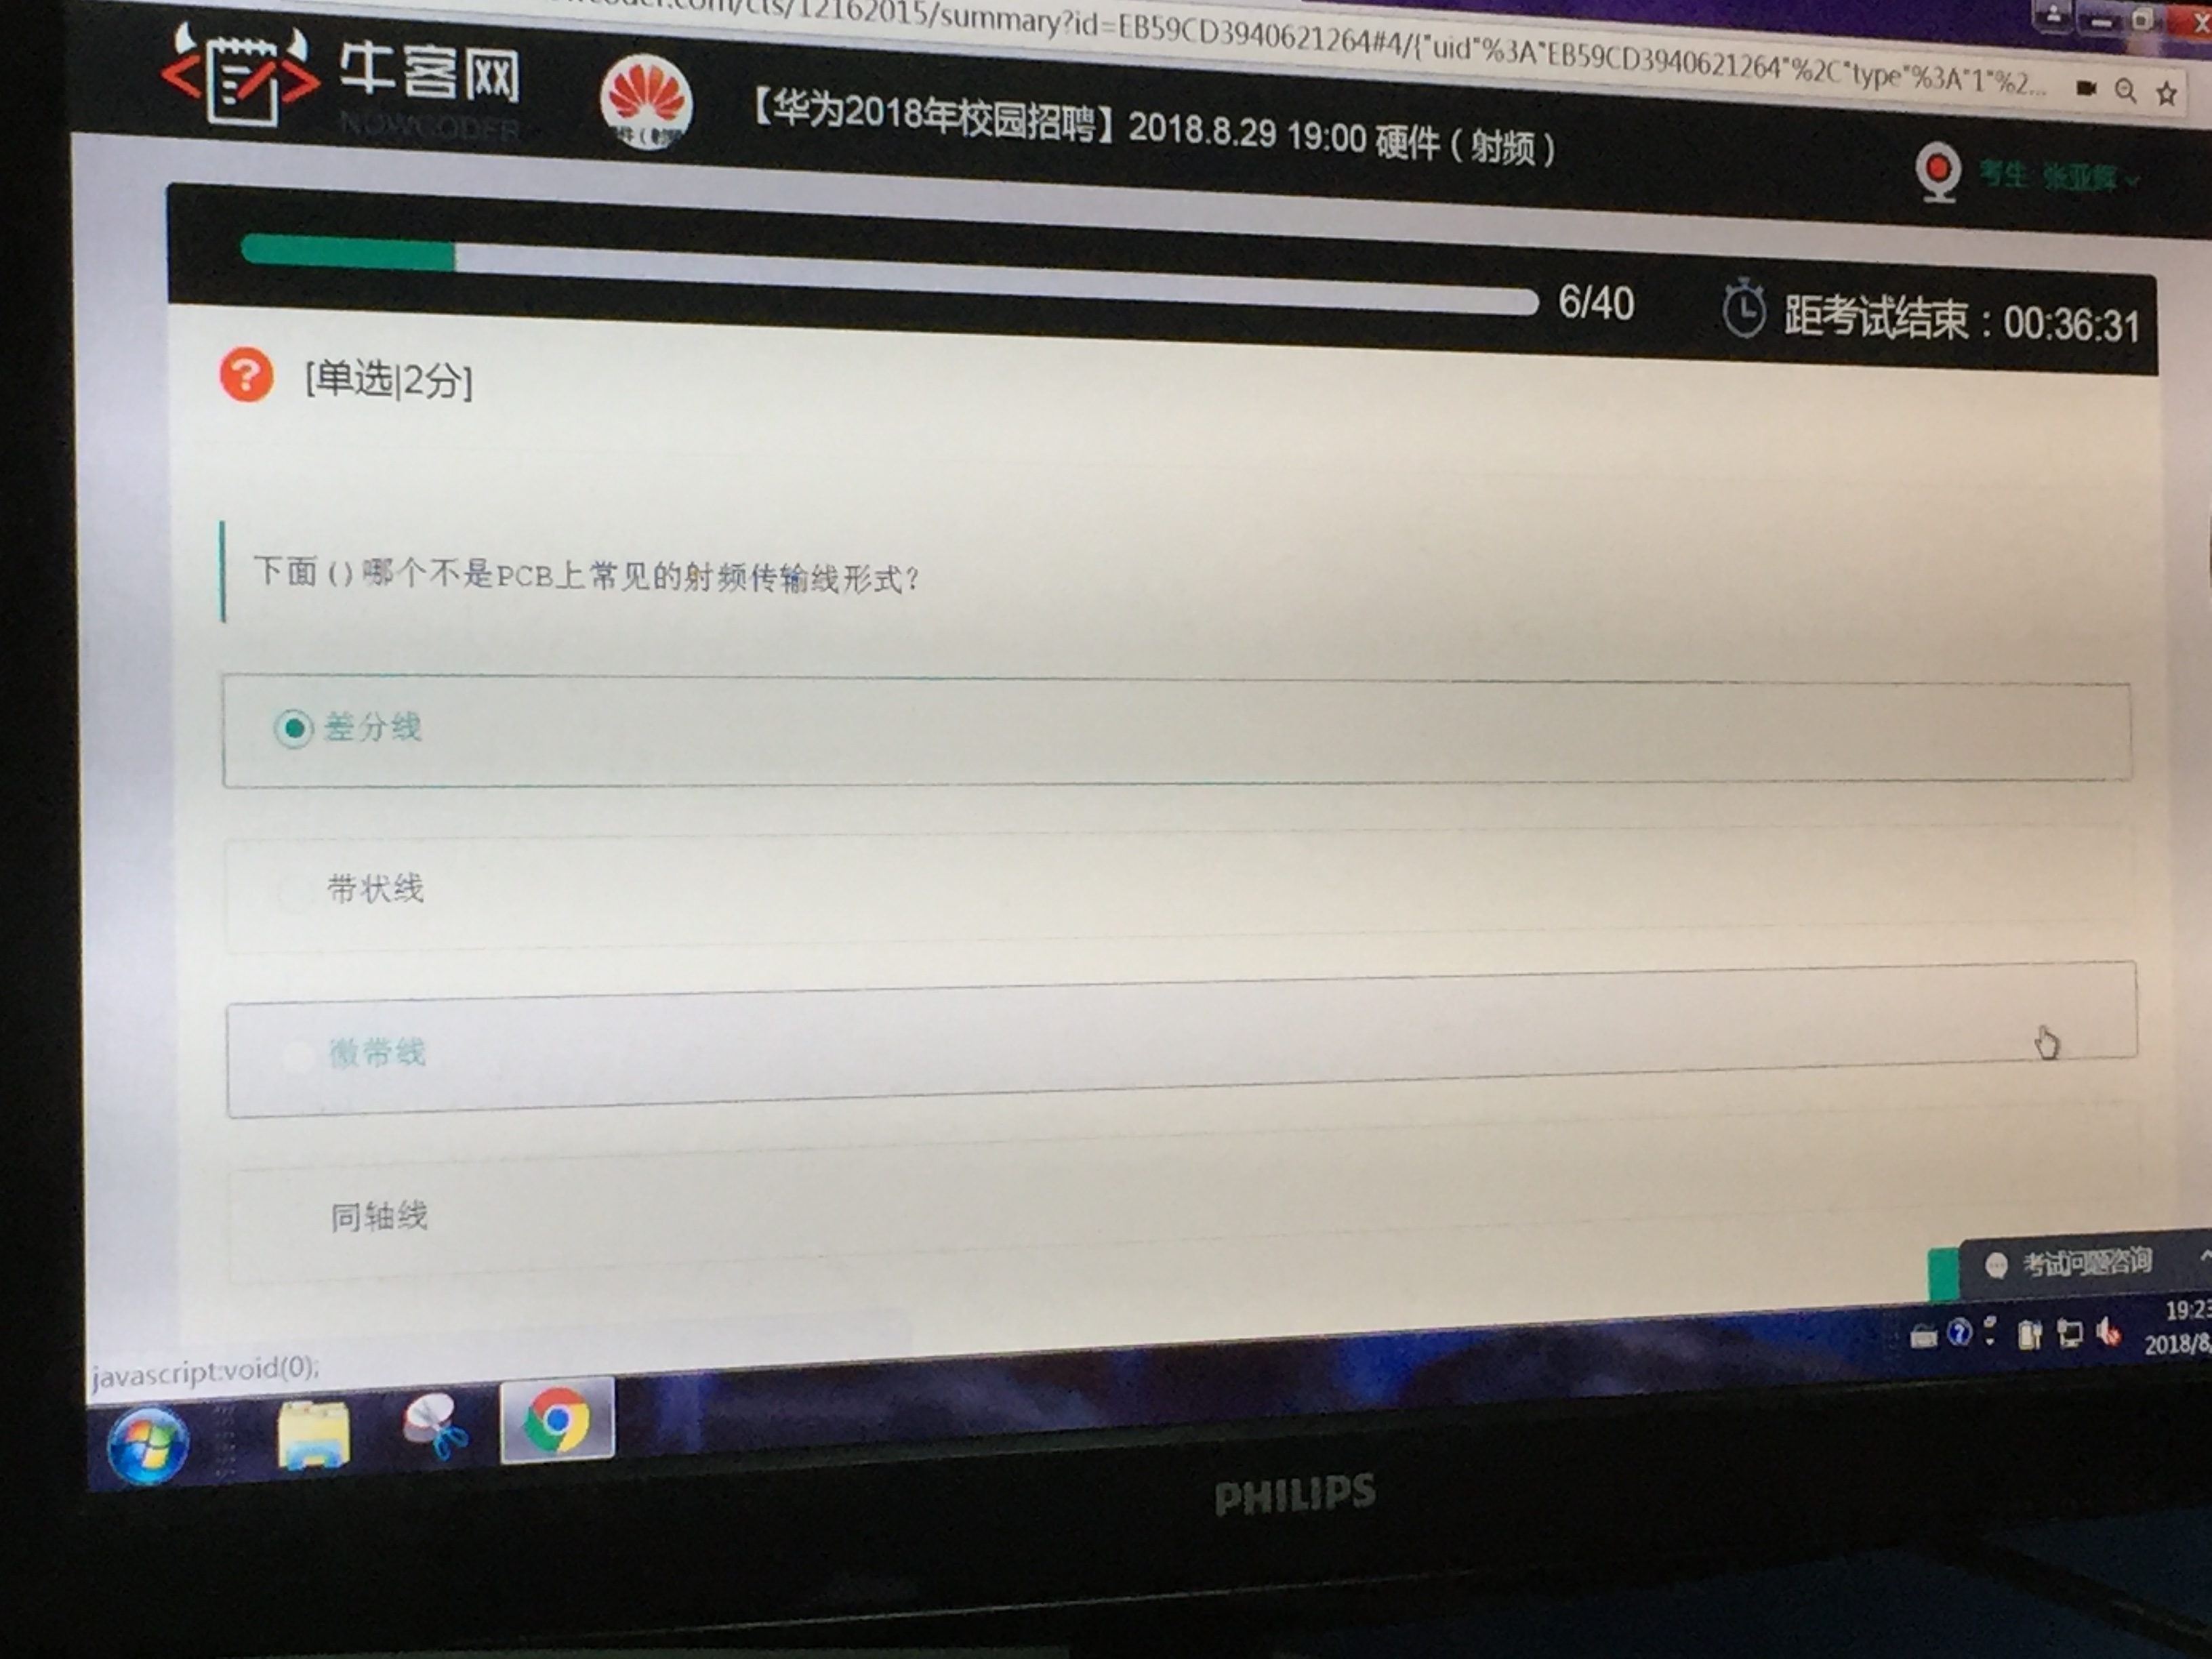 coder.com/cts/12162015/summary?id=EB59CD3940621264#4/{"uid"%3A"EB59CD3940621264"%2C"type"%3A"1"%2...
牛客网
NOWCODER
【华为2018年校园招聘】2018.8.29 19:00 硬件（射频）
考生 张亚辉
6/40
距考试结束：00:36:31
[单选|2分]
下面()哪个不是PCB上常见的射频传输线形式？
差分线
带状线
微带线
同轴线
考试问题咨询
javascript:void(0);
19:23
2018/8/
PHILIPS